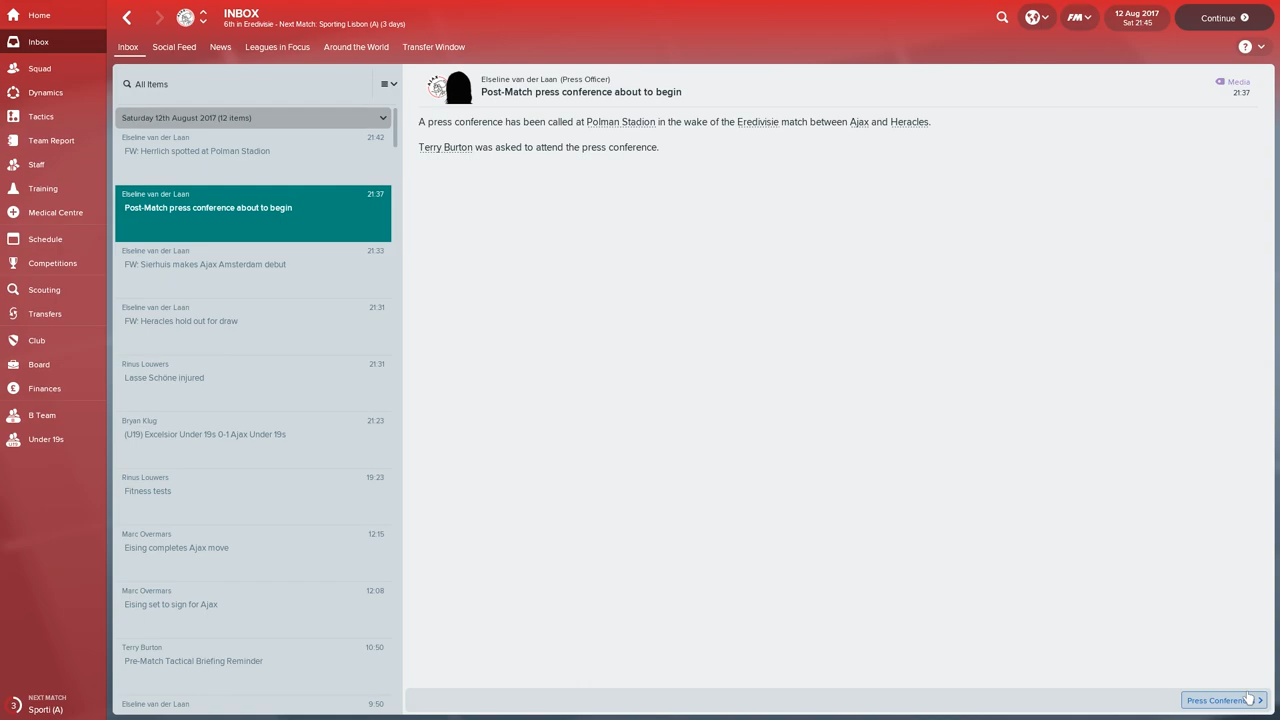 Home
INBOX
6th in Eredivisie - Next Match: Sporting Lisbon (A) (3 days)
FM
12 Aug 2017
Sat 21:45
Continue
Inbox
Inbox
Social Feed
News
Leagues in Focus
Around the World
Transfer Window
?
Squad
Dynamics
Tactics
Team Report
Staff
Training
Medical Centre
Schedule
Competitions
Scouting
Transfers
Club
Board
Finances
B Team
Under 19s
3
NEXT MATCH
Sporti (A)
All Items
Saturday 12th August 2017 (12 items)
Elseline van der Laan 21:42
FW: Herrlich spotted at Polman Stadion
Elseline van der Laan 21:37
Post-Match press conference about to begin
Elseline van der Laan 21:33
FW: Sierhuis makes Ajax Amsterdam debut
Elseline van der Laan 21:31
FW: Heracles hold out for draw
Rinus Louwers 21:31
Lasse Schöne injured
Bryan Klug 21:23
(U19) Excelsior Under 19s 0-1 Ajax Under 19s
Rinus Louwers 19:23
Fitness tests
Marc Overmars 12:15
Eising completes Ajax move
Marc Overmars 12:08
Eising set to sign for Ajax
Terry Burton 10:50
Pre-Match Tactical Briefing Reminder
Elseline van der Laan 9:50
AJAX
Elseline van der Laan (Press Officer)
Post-Match press conference about to begin
Media
21:37
A press conference has been called at Polman Stadion in the wake of the Eredivisie match between Ajax and Heracles.
Terry Burton was asked to attend the press conference.
Press